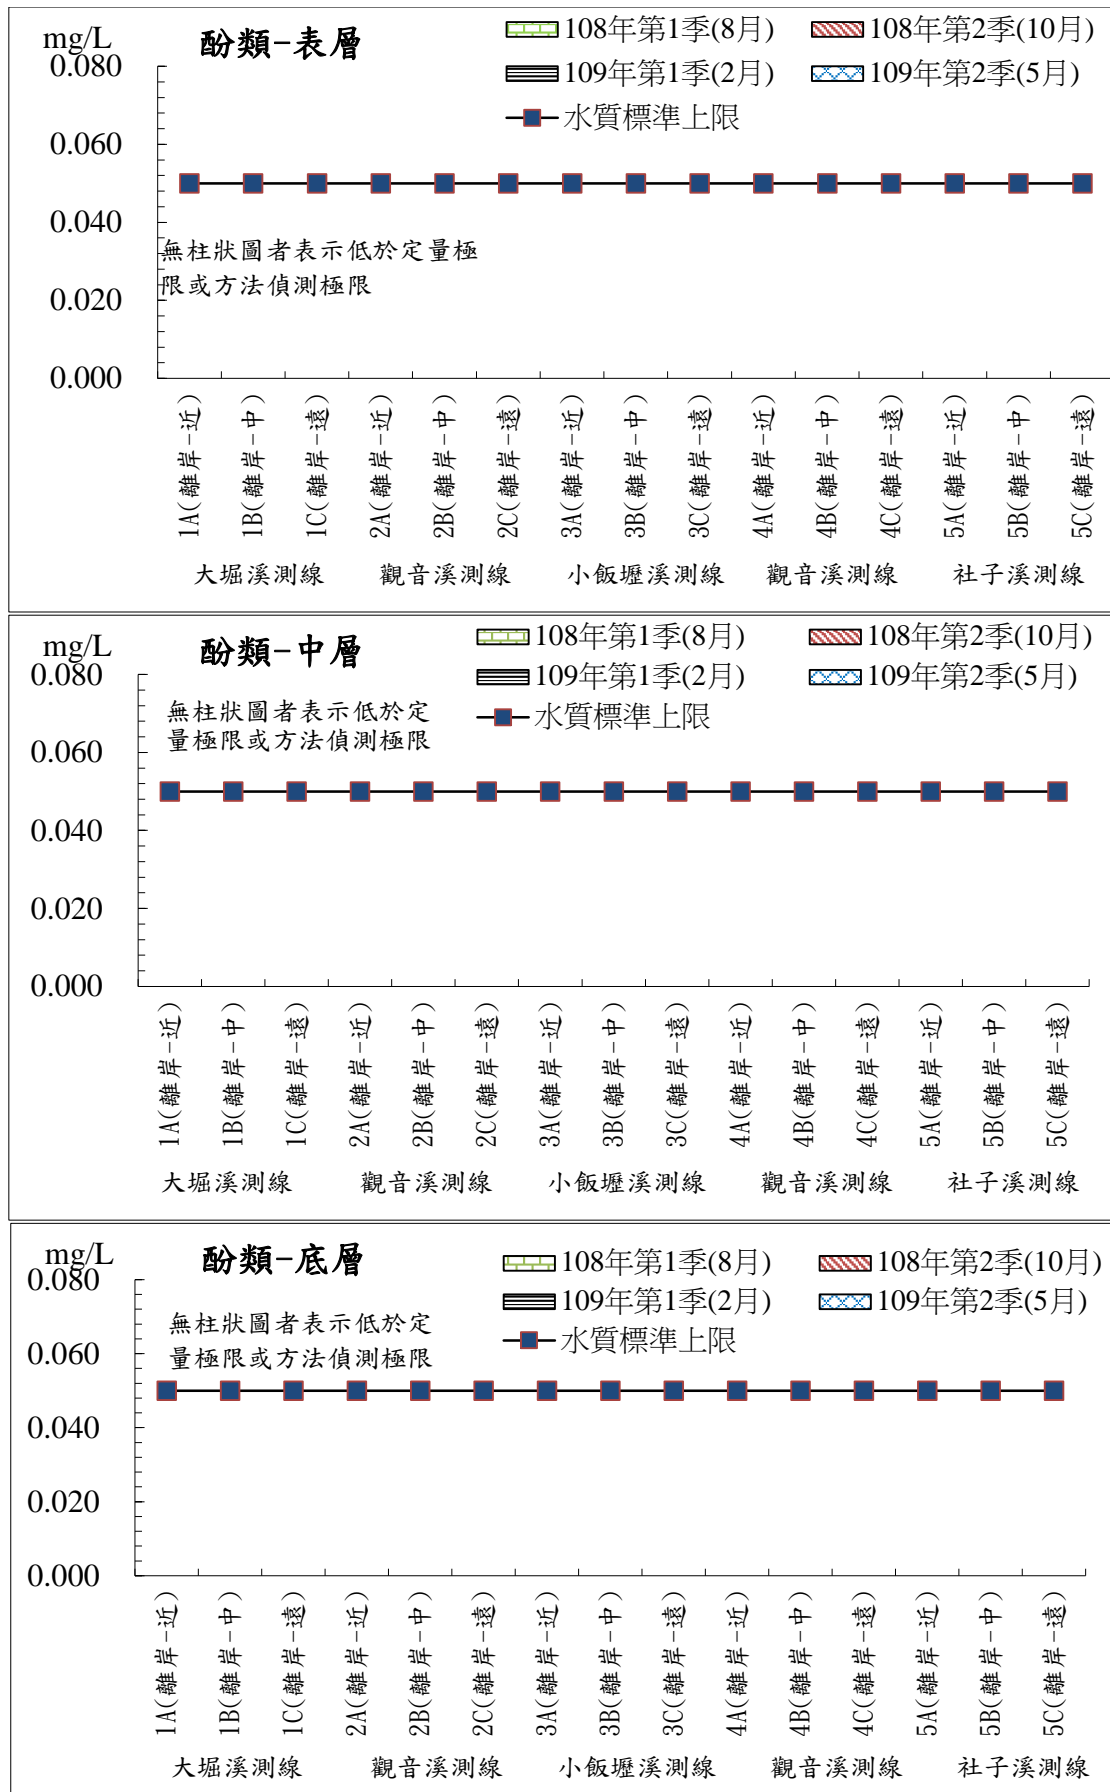 mg/L
酚類-表層
108年第1季(8月)
108年第2季(10月)
109年第1季(2月)
109年第2季(5月)
水質標準上限
0.080
0.060
0.040
0.020
0.000
無柱狀圖者表示低於定量極
限或方法偵測極限
1A(離岸-近)
1B(離岸-中)
1C(離岸-遠)
2A(離岸-近)
2B(離岸-中)
2C(離岸-遠)
3A(離岸-近)
3B(離岸-中)
3C(離岸-遠)
4A(離岸-近)
4B(離岸-中)
4C(離岸-遠)
5A(離岸-近)
5B(離岸-中)
5C(離岸-遠)
大堀溪測線
觀音溪測線
小飯壢溪測線
觀音溪測線
社子溪測線
mg/L
酚類-中層
108年第1季(8月)
108年第2季(10月)
109年第1季(2月)
109年第2季(5月)
水質標準上限
0.080
0.060
0.040
0.020
0.000
無柱狀圖者表示低於定
量極限或方法偵測極限
1A(離岸-近)
1B(離岸-中)
1C(離岸-遠)
2A(離岸-近)
2B(離岸-中)
2C(離岸-遠)
3A(離岸-近)
3B(離岸-中)
3C(離岸-遠)
4A(離岸-近)
4B(離岸-中)
4C(離岸-遠)
5A(離岸-近)
5B(離岸-中)
5C(離岸-遠)
大堀溪測線
觀音溪測線
小飯壢溪測線
觀音溪測線
社子溪測線
mg/L
酚類-底層
108年第1季(8月)
108年第2季(10月)
109年第1季(2月)
109年第2季(5月)
水質標準上限
0.080
0.060
0.040
0.020
0.000
無柱狀圖者表示低於定
量極限或方法偵測極限
1A(離岸-近)
1B(離岸-中)
1C(離岸-遠)
2A(離岸-近)
2B(離岸-中)
2C(離岸-遠)
3A(離岸-近)
3B(離岸-中)
3C(離岸-遠)
4A(離岸-近)
4B(離岸-中)
4C(離岸-遠)
5A(離岸-近)
5B(離岸-中)
5C(離岸-遠)
大堀溪測線
觀音溪測線
小飯壢溪測線
觀音溪測線
社子溪測線